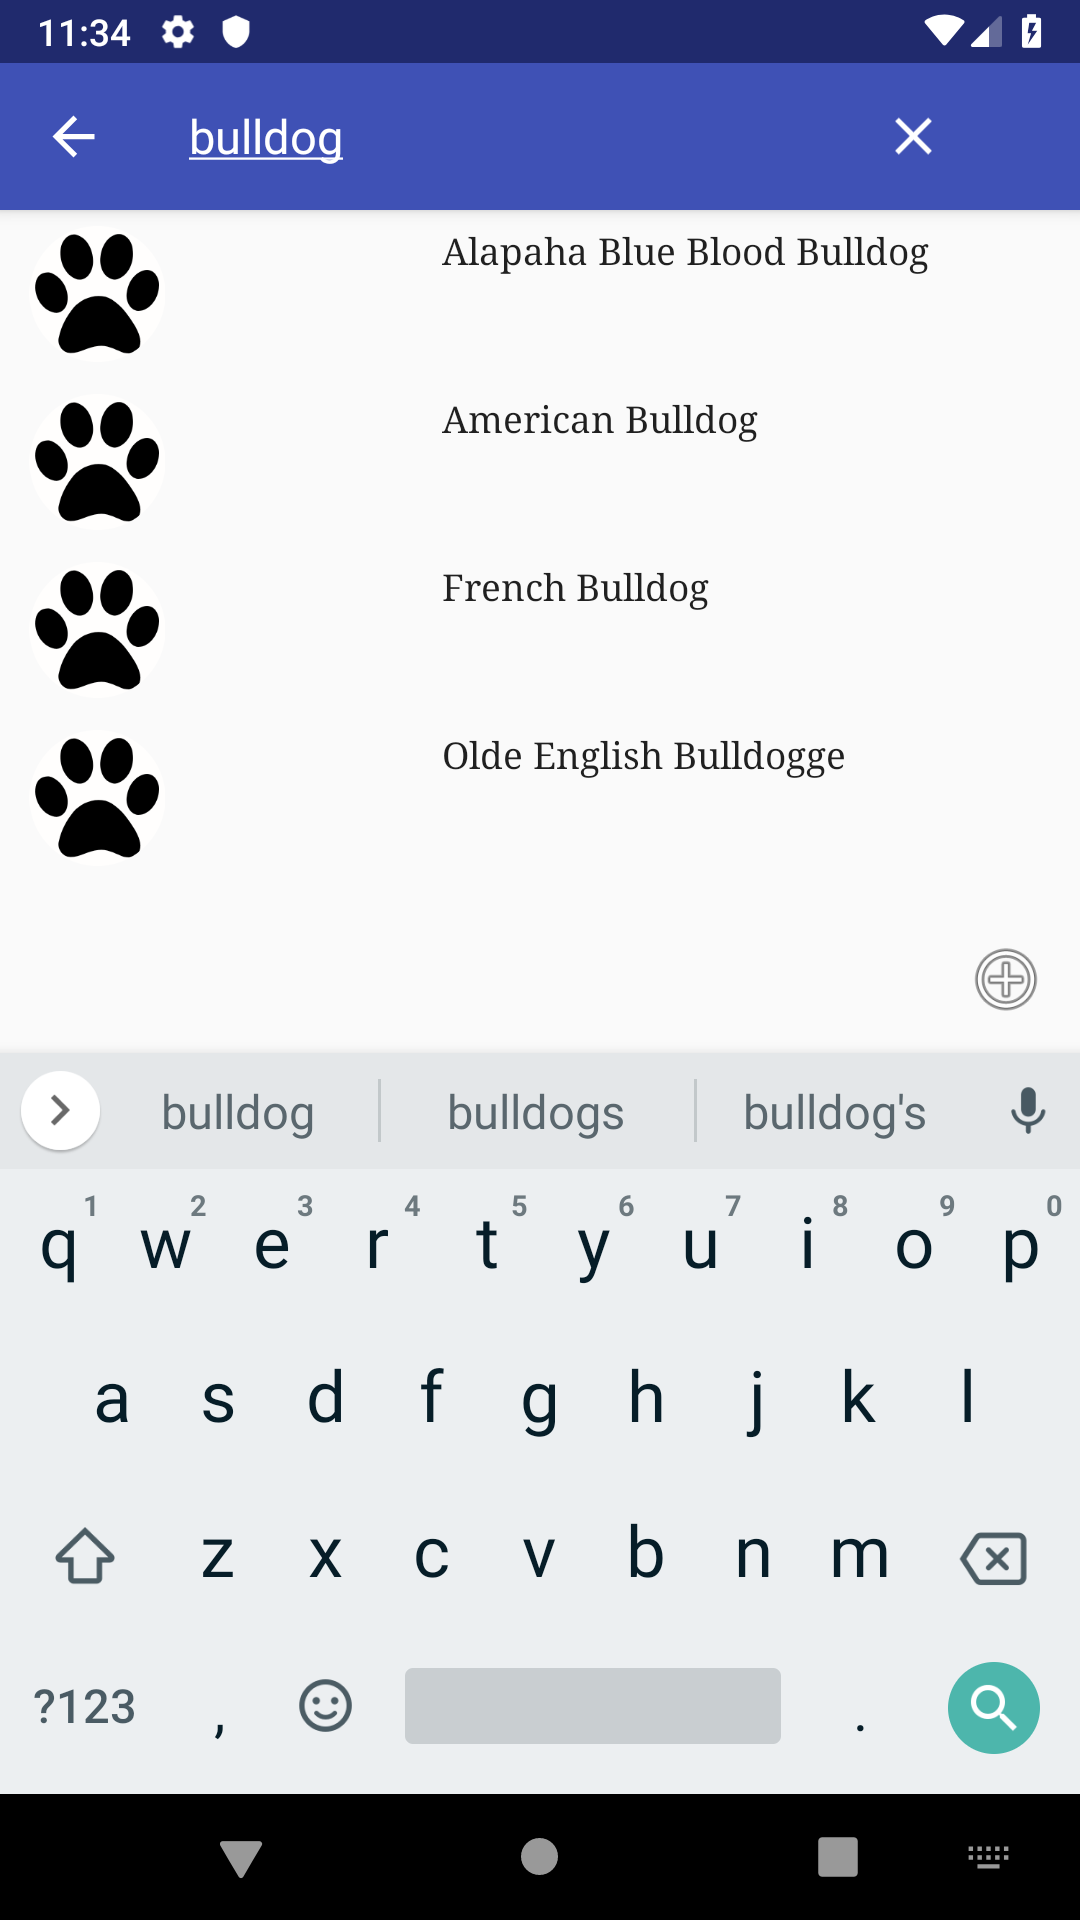 11:34
bulldog
Alapaha Blue Blood Bulldog
American Bulldog
French Bulldog
Olde English Bulldogge
bulldog bulldogs bulldog's
1 2 3 4 5 6 7 8 9 0
q w e r t y u i o p
a s d f g h j k l
z x c v b n m
?123 , .